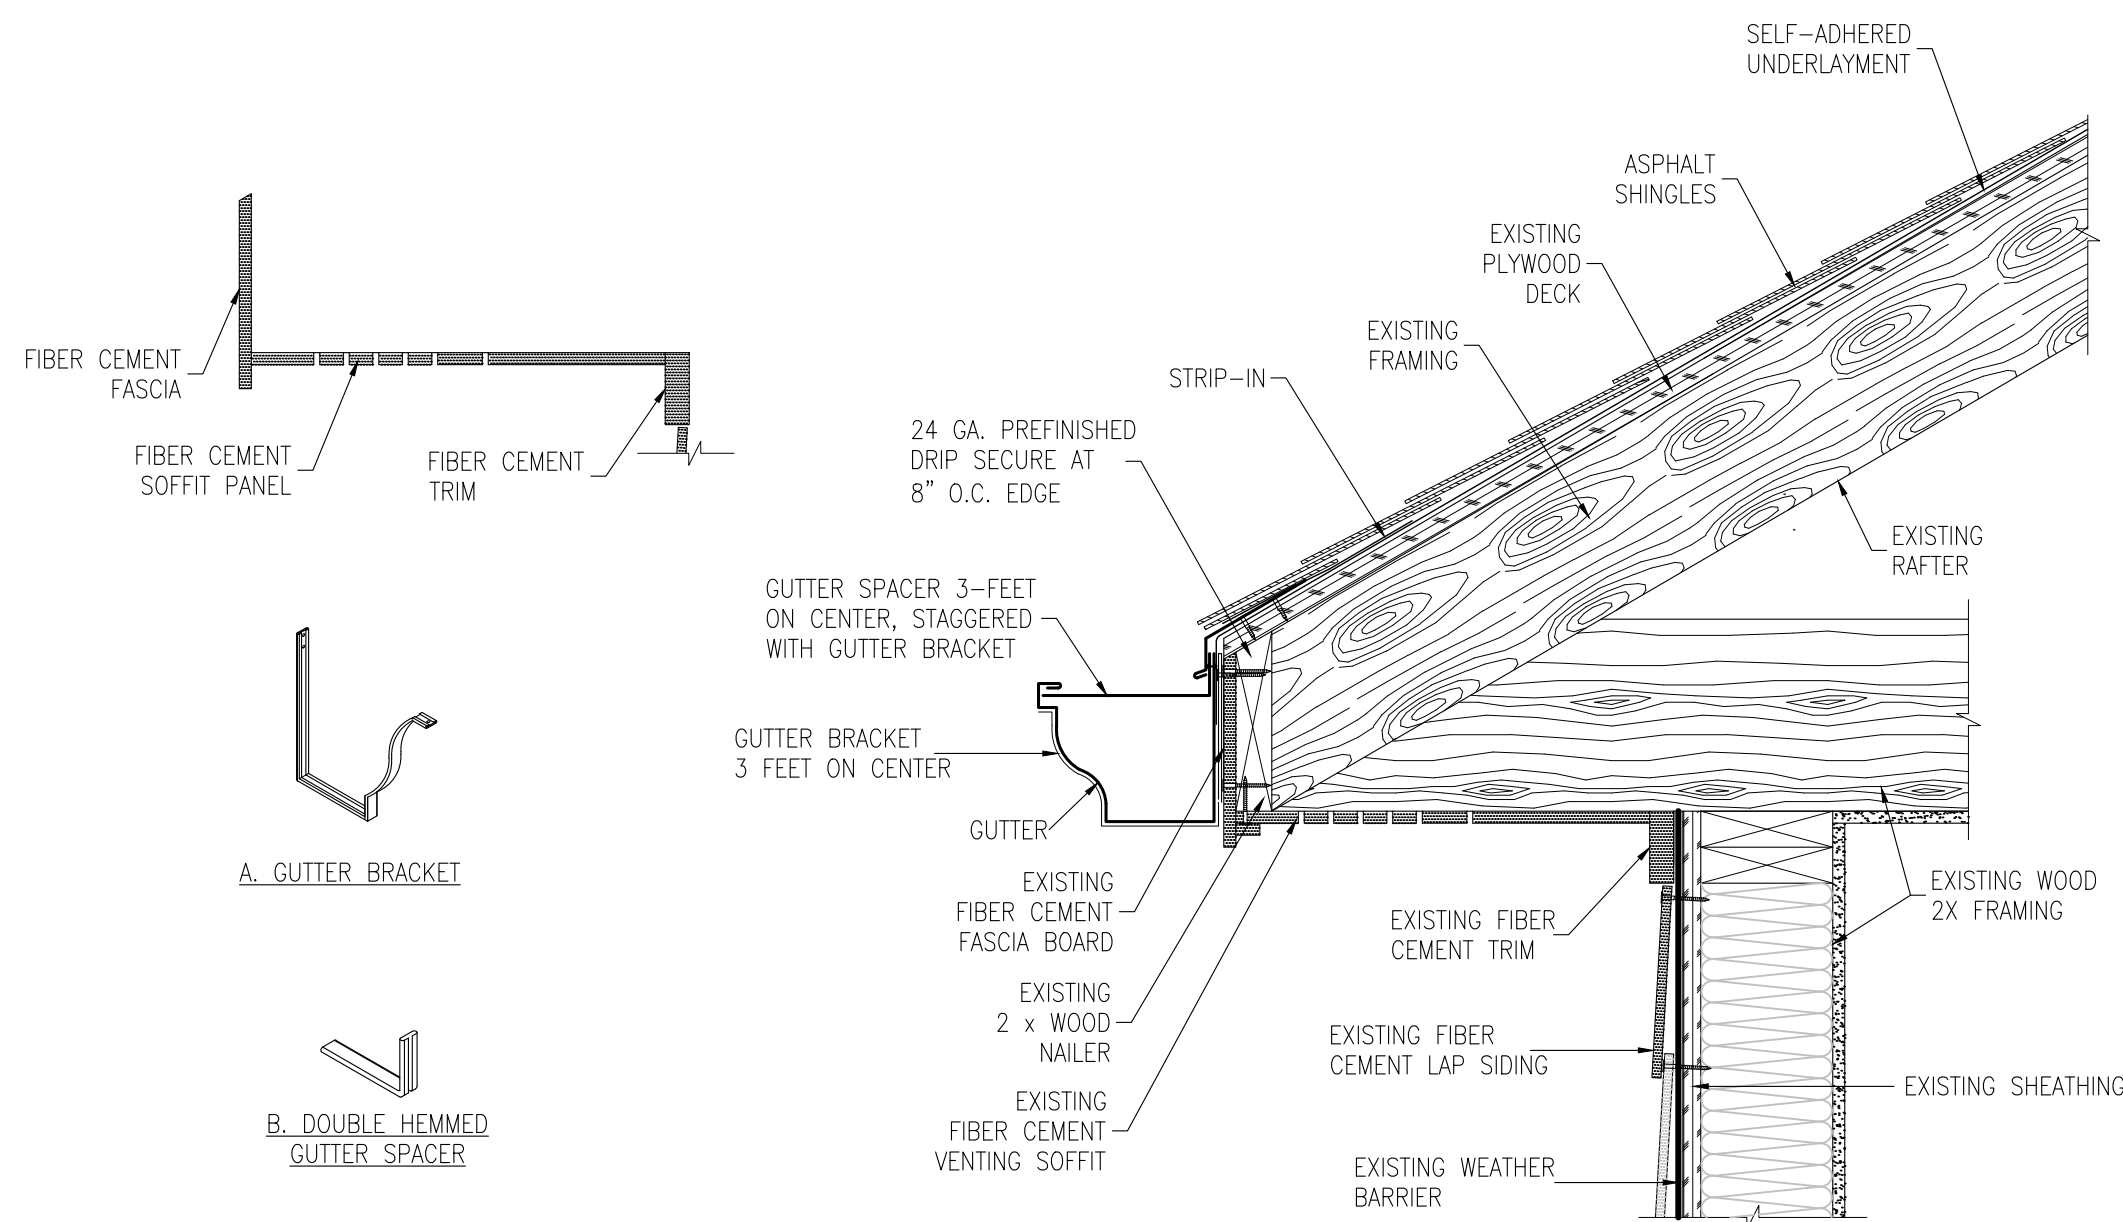 SELF-ADHERED
UNDERLAYMENT
ASPHALT
SHINGLES
EXISTING
PLYWOOD
DECK
EXISTING
FRAMING
STRIP-IN
24 GA. PREFINISHED
DRIP SECURE AT
8" O.C. EDGE
FIBER CEMENT
FASCIA
FIBER CEMENT
SOFFIT PANEL
FIBER CEMENT
TRIM
EXISTING
RAFTER
GUTTER SPACER 3-FEET
ON CENTER, STAGGERED
WITH GUTTER BRACKET
GUTTER BRACKET
3 FEET ON CENTER
GUTTER
A. GUTTER BRACKET
EXISTING
FIBER CEMENT
FASCIA BOARD
EXISTING FIBER
CEMENT TRIM
EXISTING WOOD
2X FRAMING
EXISTING
2 x WOOD
NAILER
EXISTING FIBER
CEMENT LAP SIDING
EXISTING SHEATHING
B. DOUBLE HEMMED
GUTTER SPACER
EXISTING
FIBER CEMENT
VENTING SOFFIT
EXISTING WEATHER
BARRIER